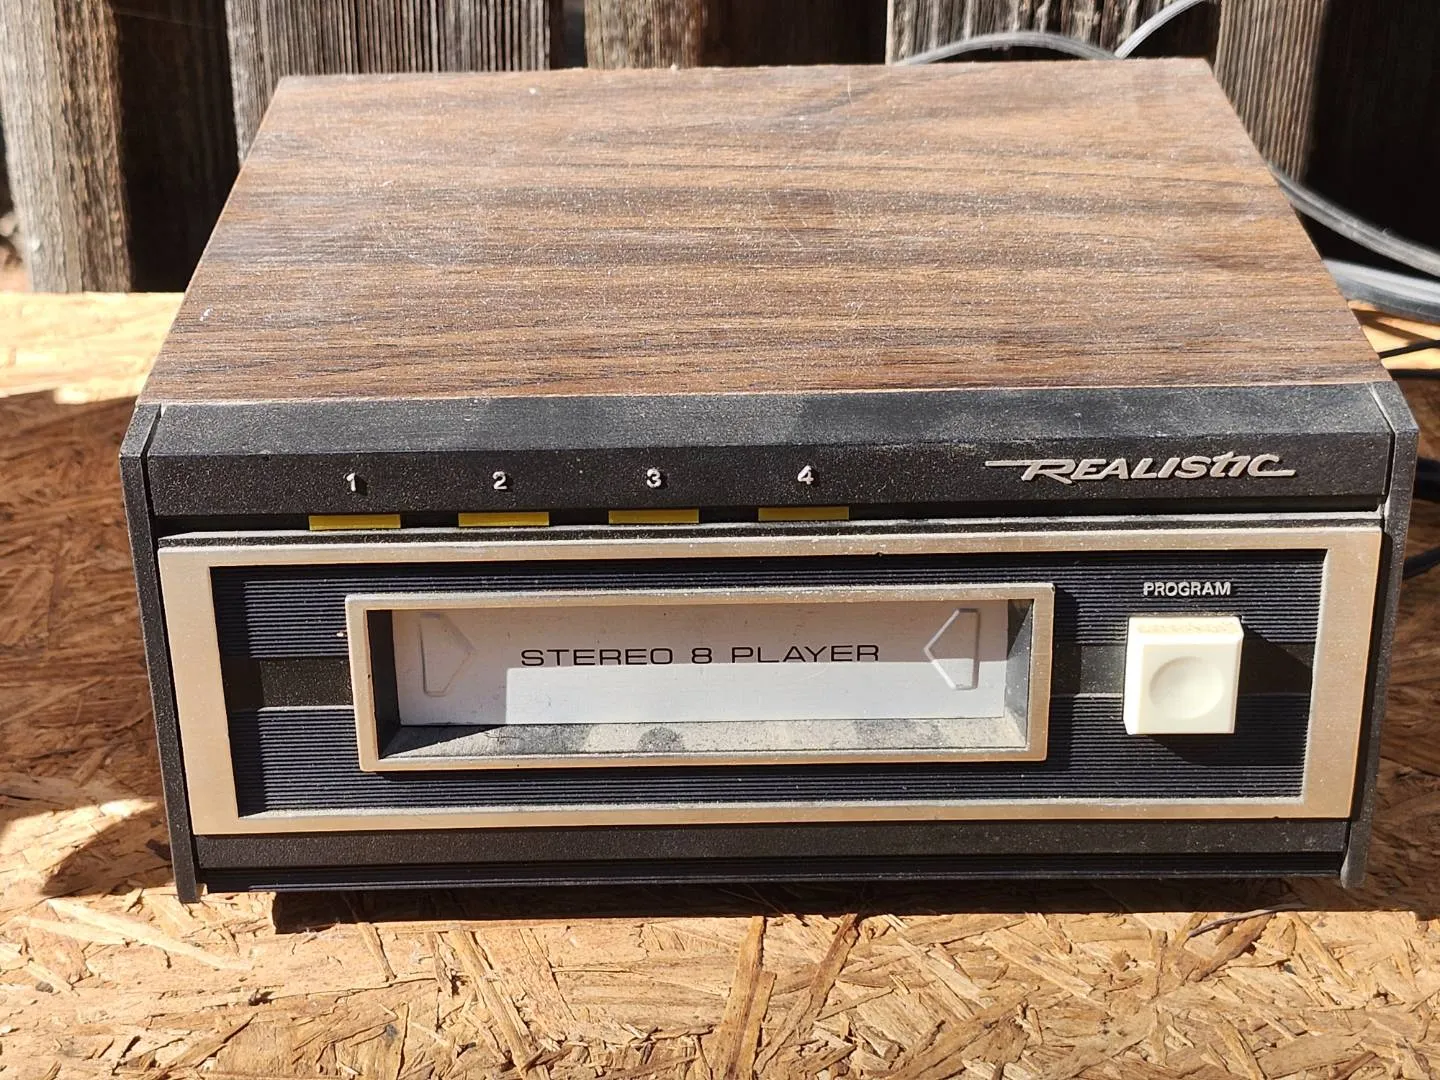 1 2 3 4 REALISTIC
PROGRAM
STEREO 8 PLAYER